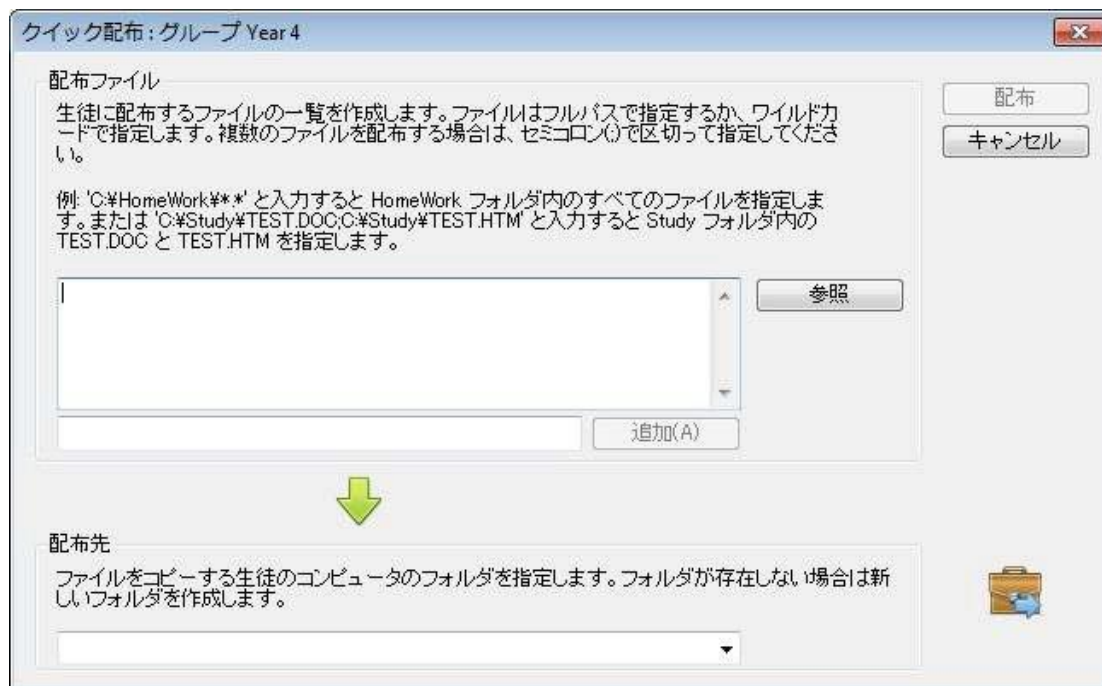 クイック配布 : グループ Year 4
配布ファイル
生徒に配布するファイルの一覧を作成します。ファイルはフルパスで指定するか、ワイルドカ
ードで指定します。複数のファイルを配布する場合は、セミコロン(;)で区切って指定してくださ
い。
例: 'C:¥HomeWork¥*.*' と入力すると HomeWork フォルダ内のすべてのファイルを指定しま
す。または 'C:¥Study¥TEST.DOC;C:¥Study¥TEST.HTM' と入力すると Study フォルダ内の
TEST.DOC と TEST.HTM を指定します。
配布
キャンセル
参照
追加(A)
配布先
ファイルをコピーする生徒のコンピュータのフォルダを指定します。フォルダが存在しない場合は新
しいフォルダを作成します。